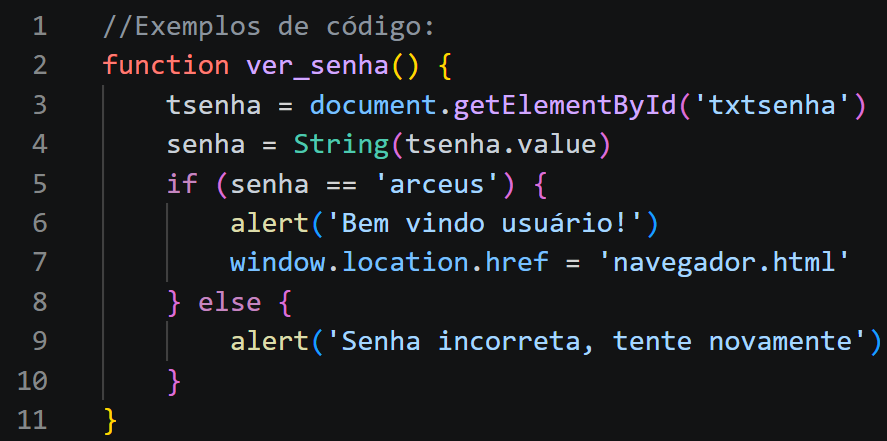 1 //Exemplos de código:
2 function ver_senha() {
3     tsenha = document.getElementById('txtsenha')
4     senha = String(tsenha.value)
5     if (senha == 'arceus') {
6         alert('Bem vindo usuário!')
7         window.location.href = 'navegador.html'
8     } else {
9         alert('Senha incorreta, tente novamente')
10     }
11 }